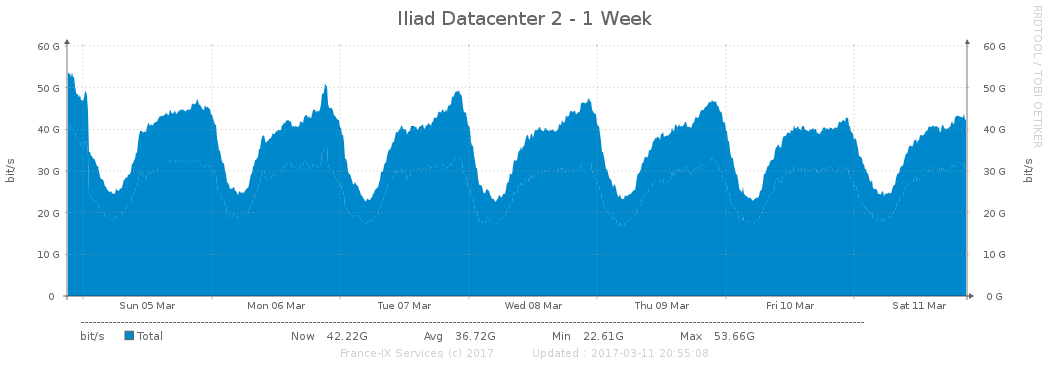 Iliad Datacenter 2 - 1 Week
RRDTOOL / TOBI OETIKER
60 G 60 G
50 G 50 G
40 G 40 G
30 G 30 G
20 G 20 G
10 G 10 G
0 0 G
bit/s
bit/s
Sun 05 Mar Mon 06 Mar Tue 07 Mar Wed 08 Mar Thu 09 Mar Fri 10 Mar Sat 11 Mar
bit/s Total Now 42.22G Avg 36.72G Min 22.61G Max 53.66G
France-IX Services (c) 2017 Updated : 2017-03-11 20:55:08